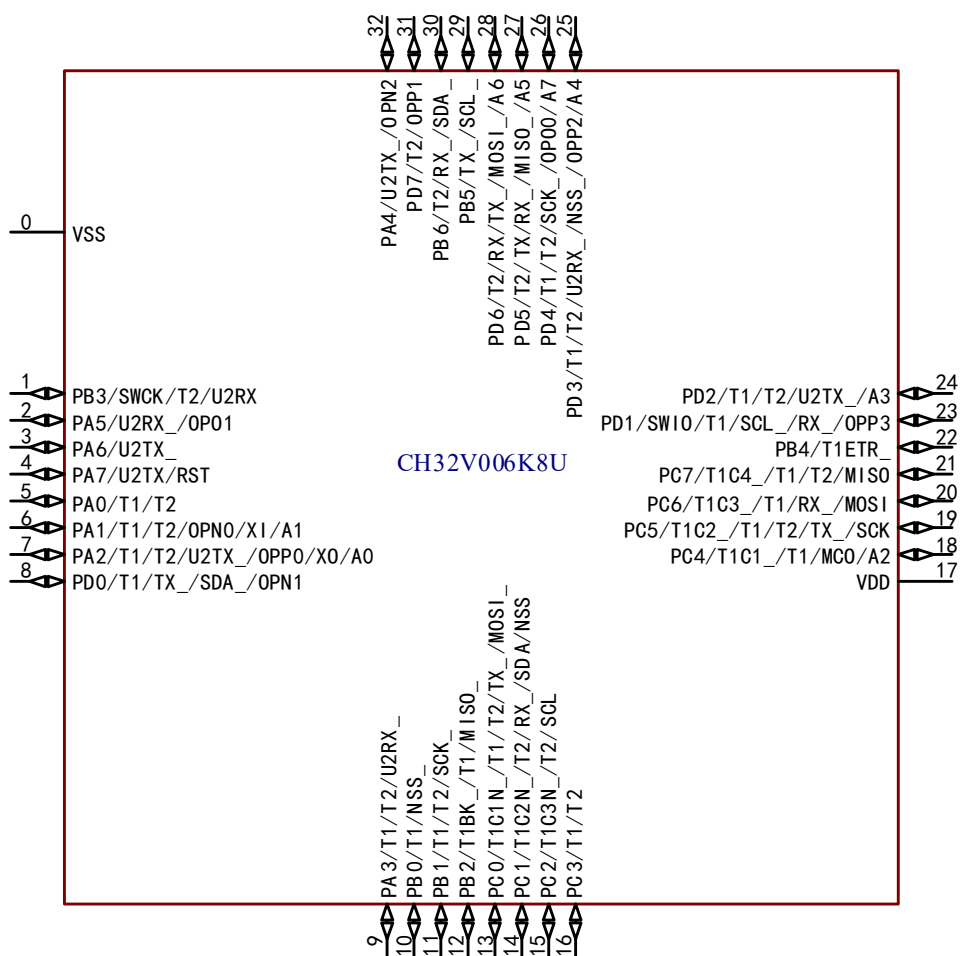 32
31
30
29
28
27
26
25
PA4/U2TX_/OPN2
PD7/T2/OPP1
PB6/T2/RX_/SDA_
PB5/TX_/SCL_
PD6/T2/RX/TX_/MOSI_/A6
PD5/T2/TX/RX_/MISO_/A5
PD4/T1/T2/SCK_/OPO0/A7
PD3/T1/T2/U2RX_/NSS_/OPP2/A4
0 VSS
1 PB3/SWCK/T2/U2RX
2 PA5/U2RX_/OPO1
3 PA6/U2TX_
4 PA7/U2TX/RST
5 PA0/T1/T2
6 PA1/T1/T2/OPN0/XI/A1
7 PA2/T1/T2/U2TX_/OPP0/XO/A0
8 PD0/T1/TX_/SDA_/OPN1
CH32V006K8U
PD2/T1/T2/U2TX_/A3 24
PD1/SWIO/T1/SCL_/RX_/OPP3 23
PB4/T1ETR_ 22
PC7/T1C4_/T1/T2/MISO 21
PC6/T1C3_/T1/RX_/MOSI 20
PC5/T1C2_/T1/T2/TX_/SCK 19
PC4/T1C1_/T1/MCO/A2 18
VDD 17
PA3/T1/T2/U2RX_
PB0/T1/NSS_
PB1/T1/T2/SCK_
PB2/T1BK_/T1/MISO_
PC0/T1C1N_/T1/T2/TX_/MOSI_
PC1/T1C2N_/T2/RX_/SDA/NSS
PC2/T1C3N_/T2/SCL
PC3/T1/T2
9
10
11
12
13
14
15
16